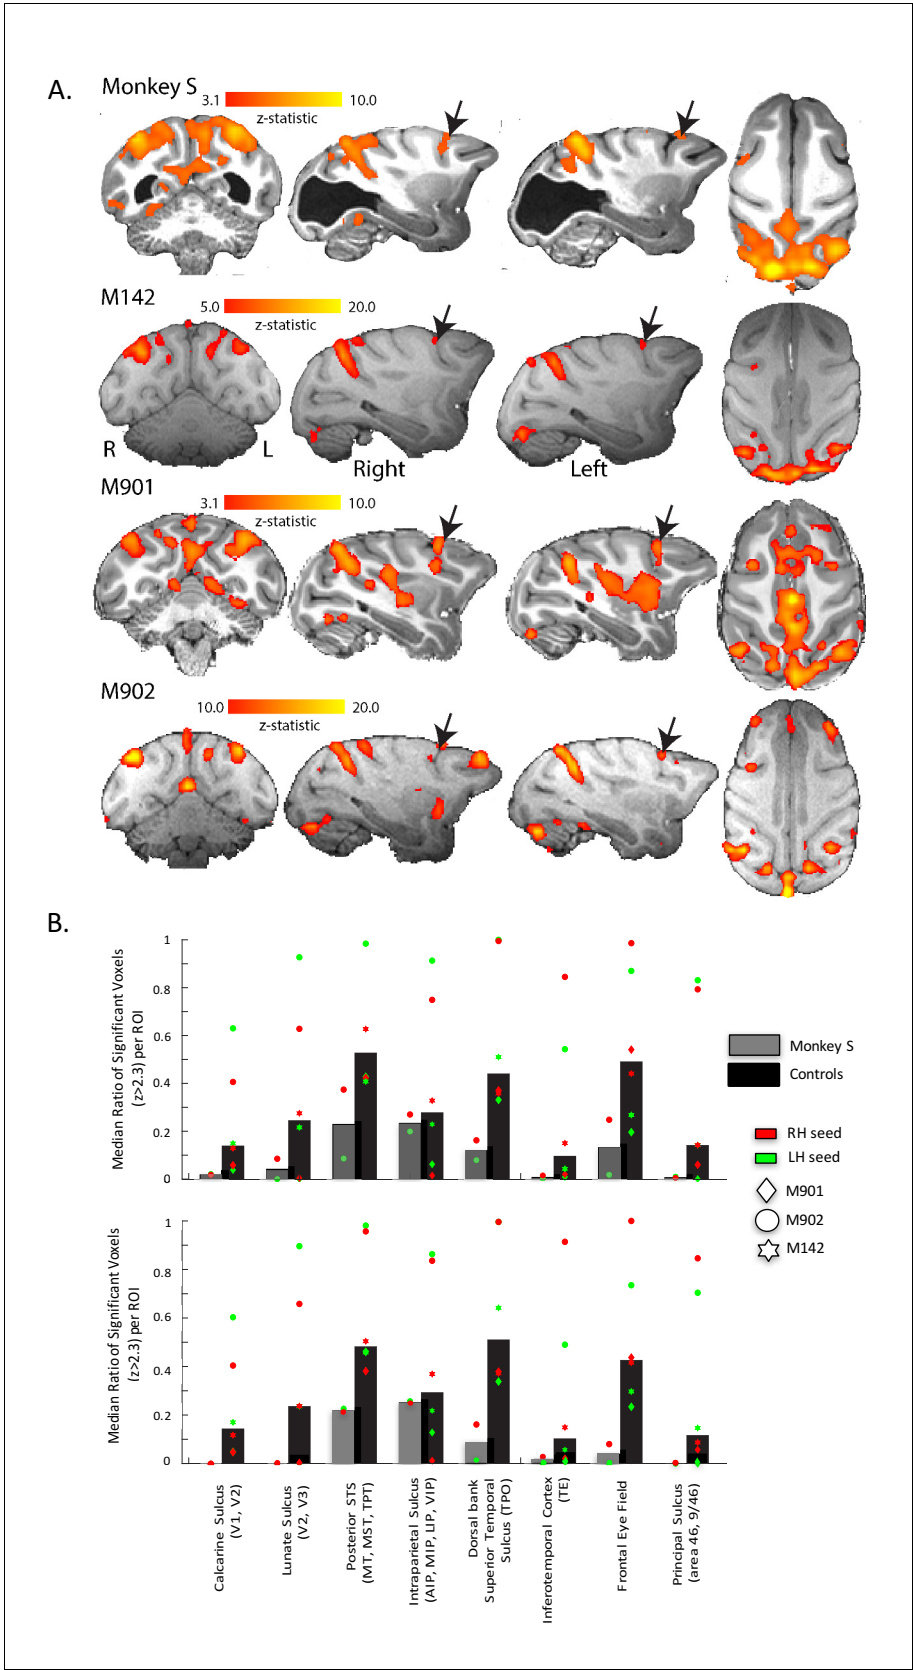 A.
Monkey S
3.1 10.0
z-statistic
M142
5.0 20.0
z-statistic
R L
Right Left
M901
3.1 10.0
z-statistic
M902
10.0 20.0
z-statistic
B.
Median Ratio of Significant Voxels
(z>2.3) per ROI
1
0.8
0.6
0.4
0.2
0
Monkey S
Controls
RH seed
LH seed
M901
M902
M142
Median Ratio of Significant Voxels
(z>2.3) per ROI
1
0.8
0.6
0.4
0.2
0
Calcarine Sulcus
(V1, V2)
Lunate Sulcus
(V2, V3)
Posterior STS
(MT, MST, TPT)
Intraparietal Sulcus
(AIP, MIP, LIP, VIP)
Dorsal bank
Superior Temporal
Sulcus (TPO)
Inferotemporal Cortex
(TE)
Frontal Eye Field
Principal Sulcus
(area 46, 9/46)